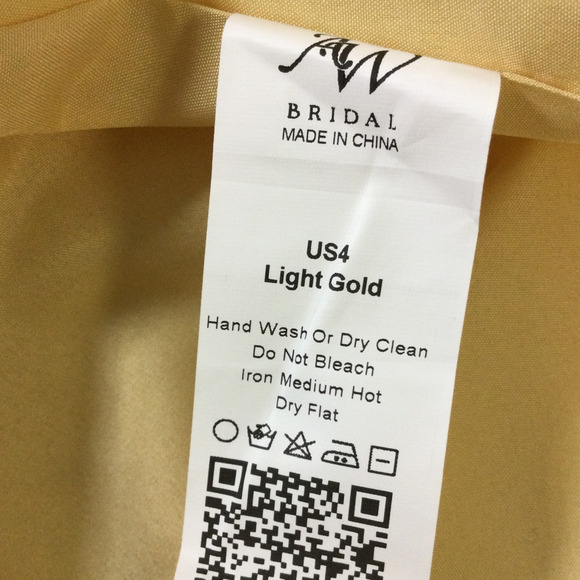 AW
BRIDAL
MADE IN CHINA
US4
Light Gold
Hand Wash Or Dry Clean
Do Not Bleach
Iron Medium Hot
Dry Flat